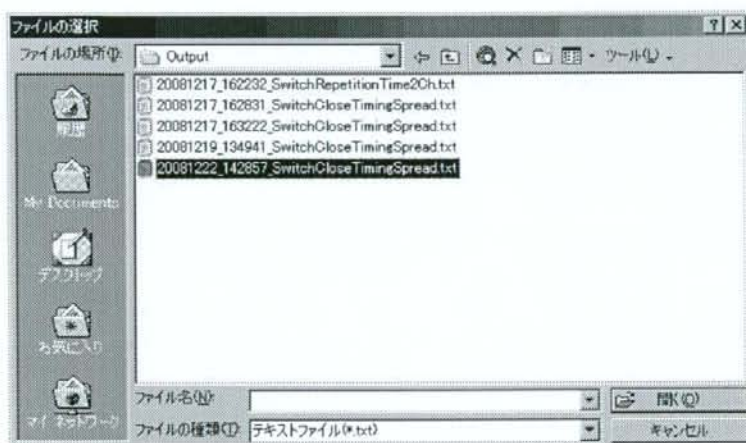 ファイルの選択
ファイルの場所(I):
Output
ツール(L)
20081217_162232_SwitchRepetitionTime2Ch.txt
20081217_162831_SwitchCloseTimingSpread.txt
20081217_163222_SwitchCloseTimingSpread.txt
20081219_134941_SwitchCloseTimingSpread.txt
20081222_142857_SwitchCloseTimingSpread.txt
My Documents
デスクトップ
お気に入り
マイ ネットワーク
ファイル名(N):
開く(O)
ファイルの種類(T):
テキストファイル(*.txt)
キャンセル